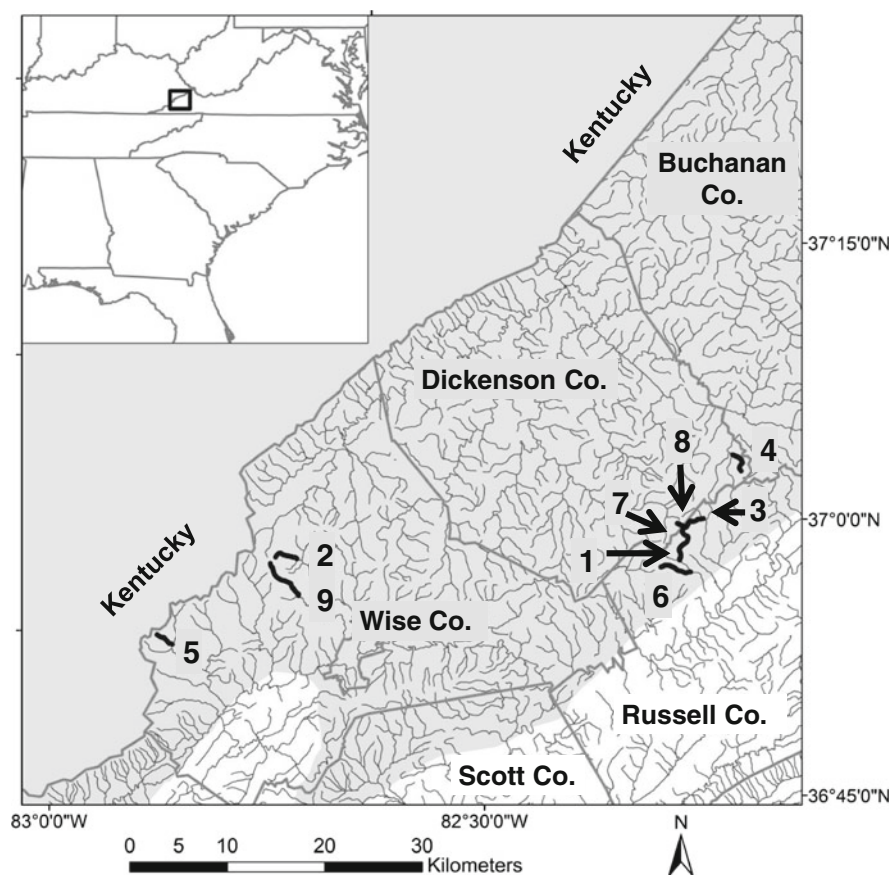 Kentucky
Buchanan
Co.
37°15'0"N
Dickenson Co.
8
4
7
3
37°0'0"N
1
2
6
Kentucky
9
Wise Co.
5
Russell Co.
Scott Co.
36°45'0"N
83°0'0"W
82°30'0"W
N
0 5 10 20 30
Kilometers